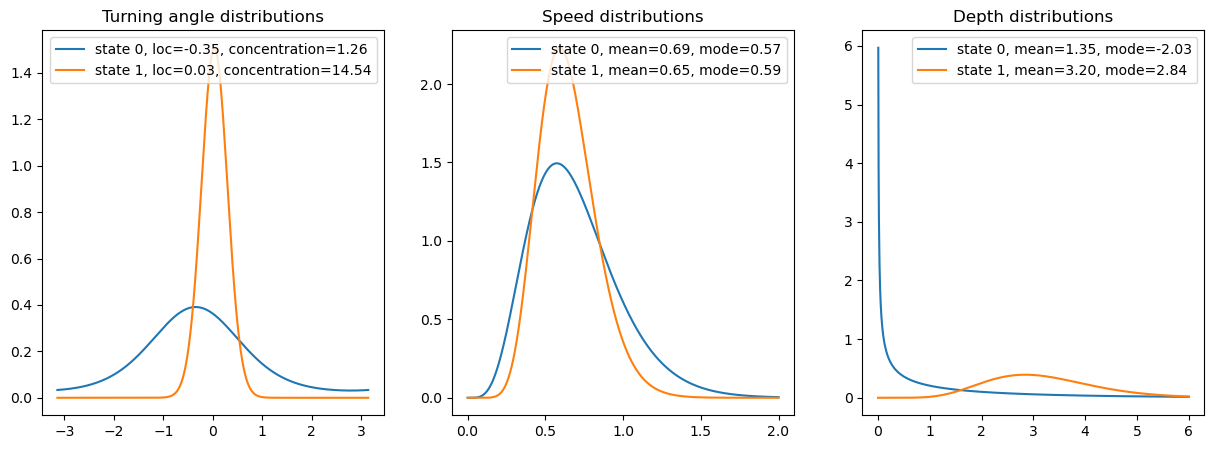 Turning angle distributions
state 0, loc=-0.35, concentration=1.26
state 1, loc=0.03, concentration=14.54
1.4
1.2
1.0
0.8
0.6
0.4
0.2
0.0
−3 −2 −1 0 1 2 3
Speed distributions
state 0, mean=0.69, mode=0.57
state 1, mean=0.65, mode=0.59
2.0
1.5
1.0
0.5
0.0
0.0 0.5 1.0 1.5 2.0
Depth distributions
state 0, mean=1.35, mode=-2.03
state 1, mean=3.20, mode=2.84
6
5
4
3
2
1
0
0 1 2 3 4 5 6